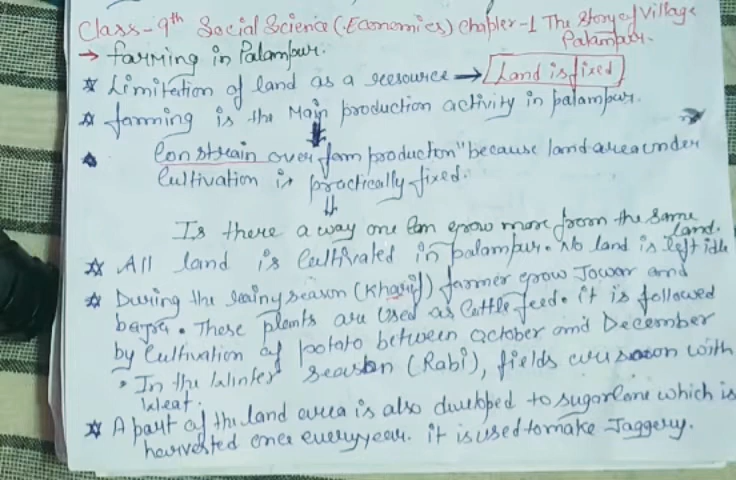 Class-9th Social Science (Economics) Chapter-1 The Story of Village
Palampur.
→ farming in Palampur.
☆ Limitation of land as a resource → Land is fixed
☆ farming is the Main production activity in palampur.
Constrain over farm production" because land area under
Cultivation is practically fixed.
⇓
Is there a way one can grow more from the same
land.
☆ All land is Cultivated in palampur. No land is left idle
☆ During the rainy season (Kharif) farmer grow Jowar and
bajra. These plants are used as Cattle feed. it is followed
by Cultivation of potato between October and December
• In the Winter season (Rabi), fields are sown with
Weat.
☆ A part of the land area is also devoted to sugarcane which is
harvested once every year. it is used to make Jaggery.